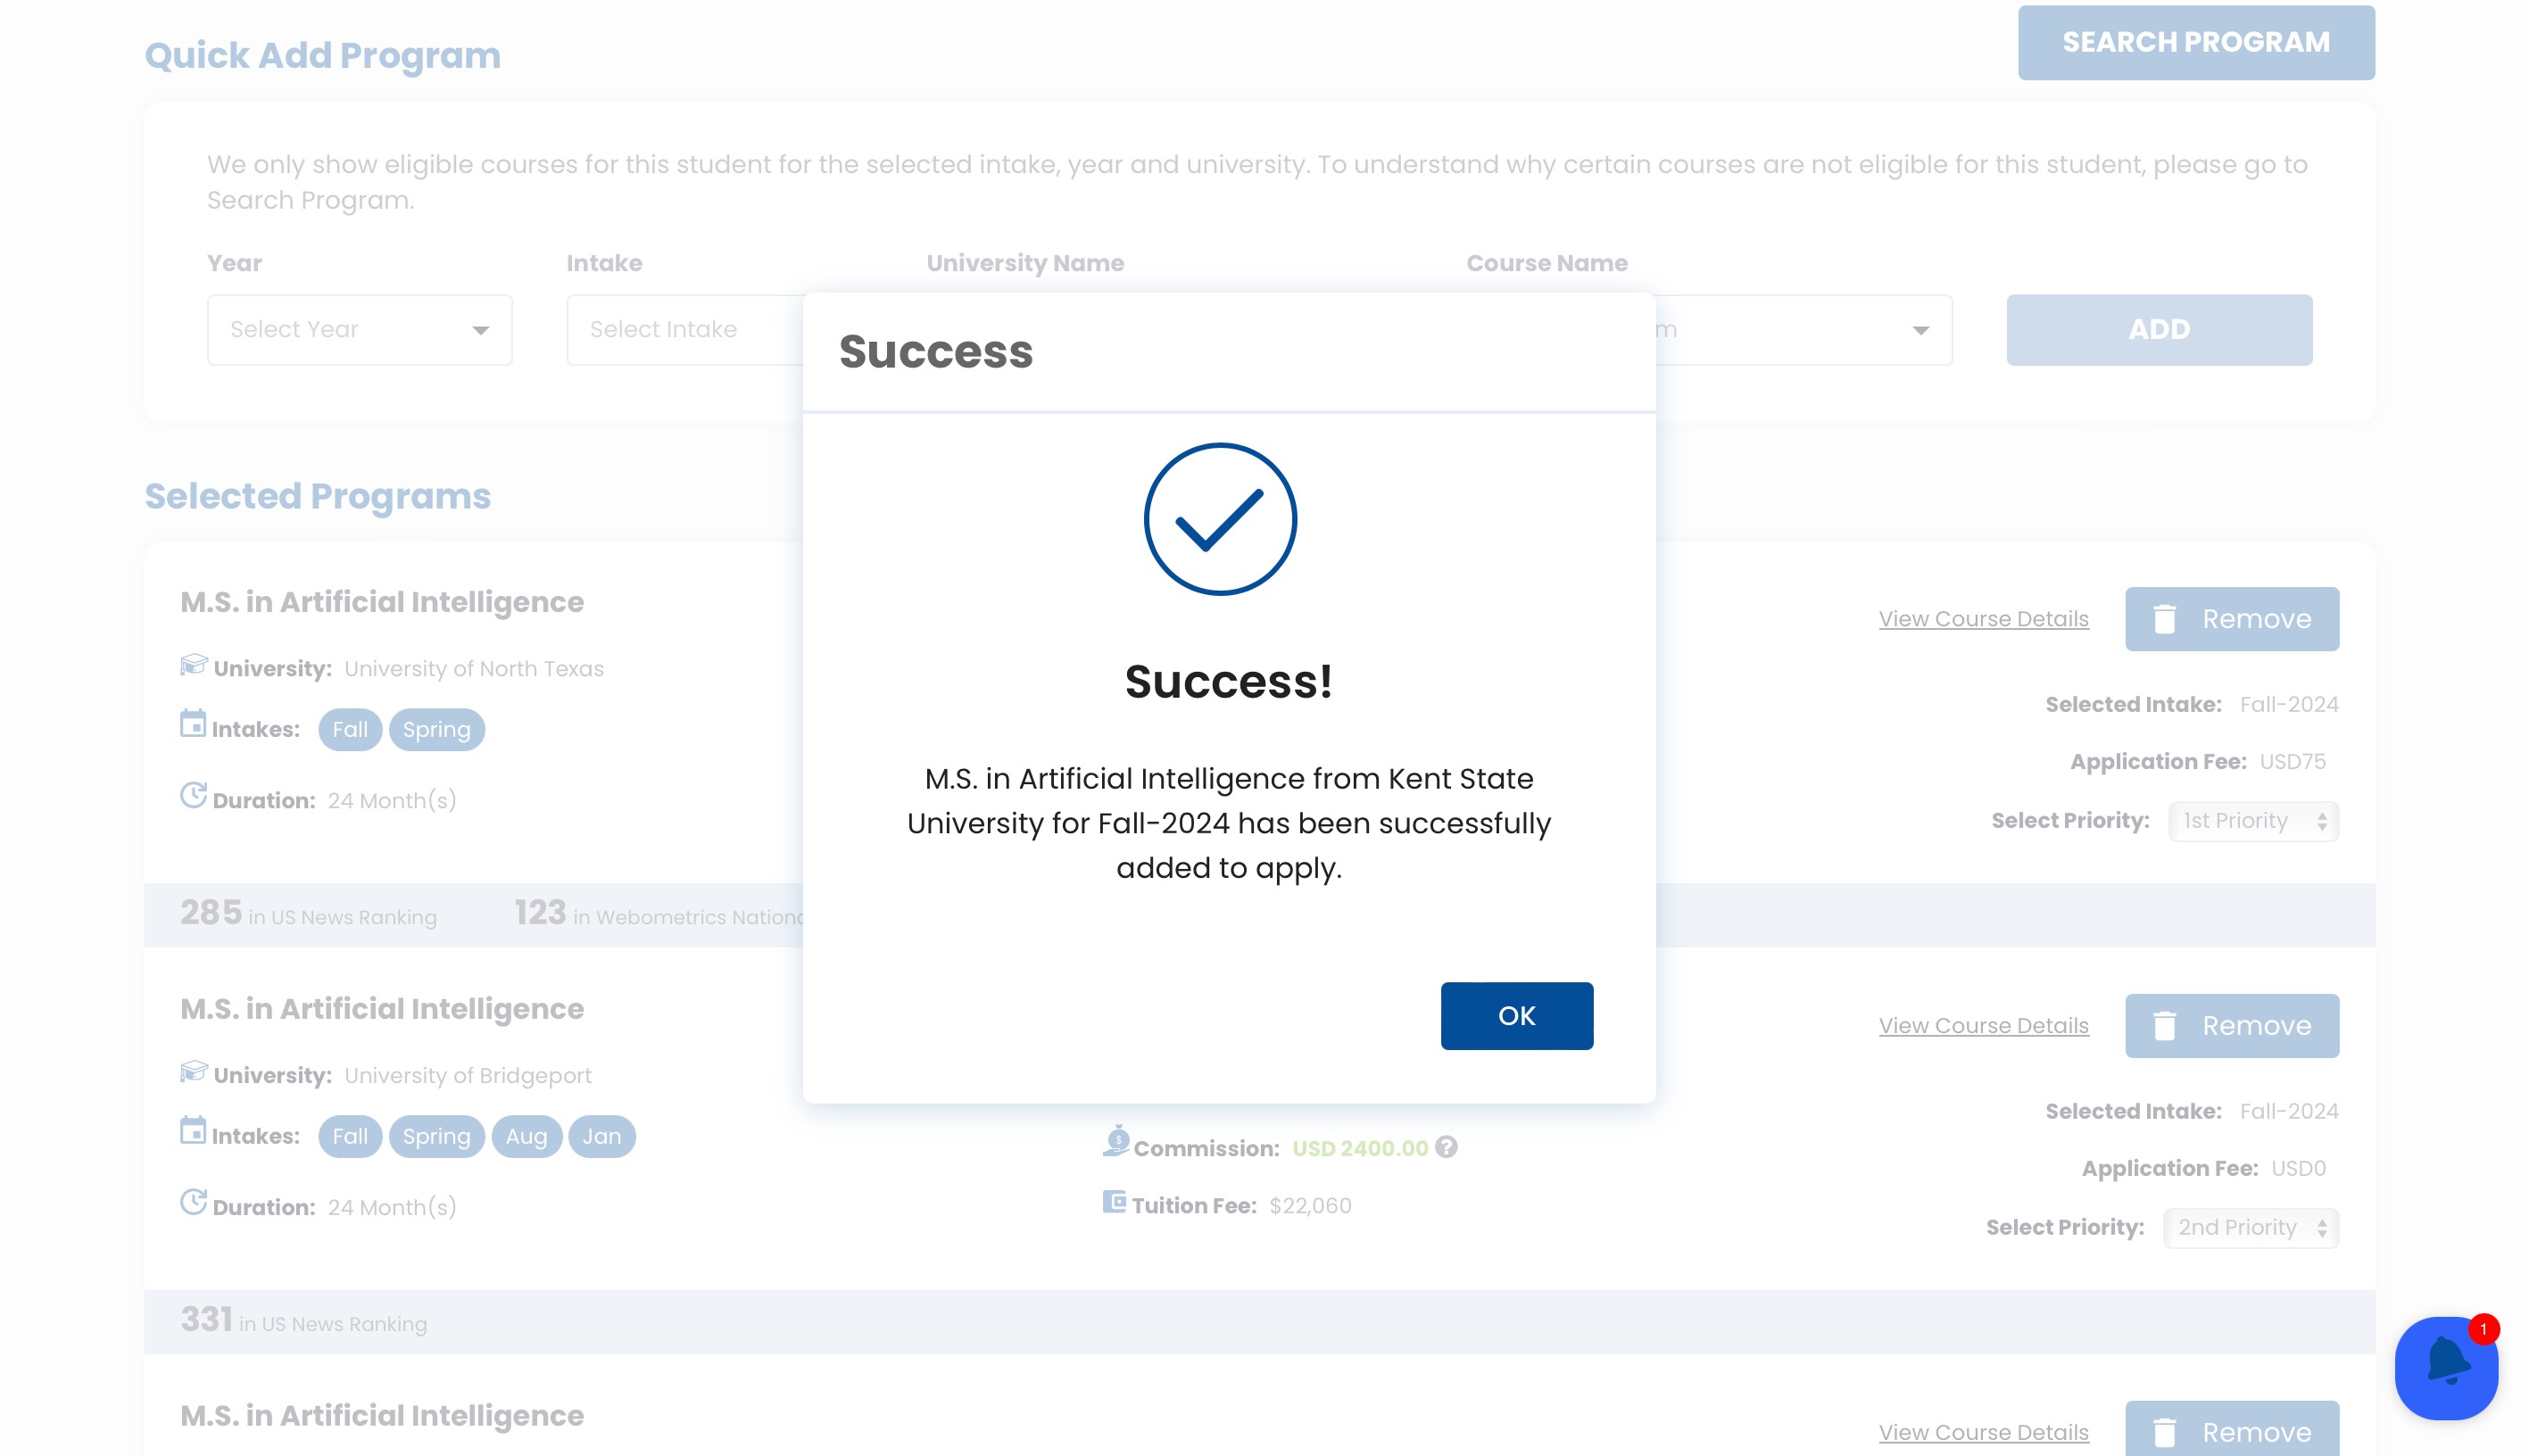 Quick Add Program
SEARCH PROGRAM
We only show eligible courses for this student for the selected intake, year and university. To understand why certain courses are not eligible for this student, please go to
Search Program.
Year
Intake
University Name
Course Name
Select Year
Select Intake
m
ADD
Success
Success!
M.S. in Artificial Intelligence from Kent State
University for Fall-2024 has been successfully
added to apply.
OK
Selected Programs
M.S. in Artificial Intelligence
View Course Details
Remove
University: University of North Texas
Selected Intake: Fall-2024
Intakes: Fall Spring
Application Fee: USD75
Duration: 24 Month(s)
Select Priority: 1st Priority
285 in US News Ranking
123 in Webometrics Nationa
M.S. in Artificial Intelligence
View Course Details
Remove
University: University of Bridgeport
Selected Intake: Fall-2024
Intakes: Fall Spring Aug Jan
Commission: USD 2400.00 ?
Application Fee: USD0
Duration: 24 Month(s)
Tuition Fee: $22,060
Select Priority: 2nd Priority
331 in US News Ranking
1
M.S. in Artificial Intelligence
View Course Details
Remove